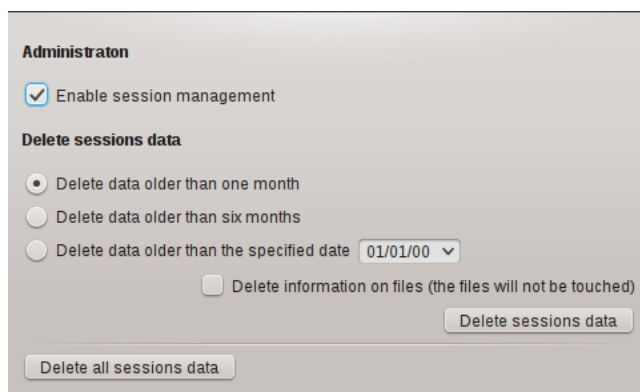 Administraton
Enable session management
Delete sessions data
Delete data older than one month
Delete data older than six months
Delete data older than the specified date 01/01/00
Delete information on files (the files will not be touched)
Delete sessions data
Delete all sessions data